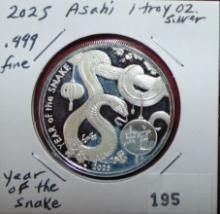 2025 Asahi 1 troy oz.
silver
.999
fine
YEAR of the SNAKE
2025
year
of the
snake
195